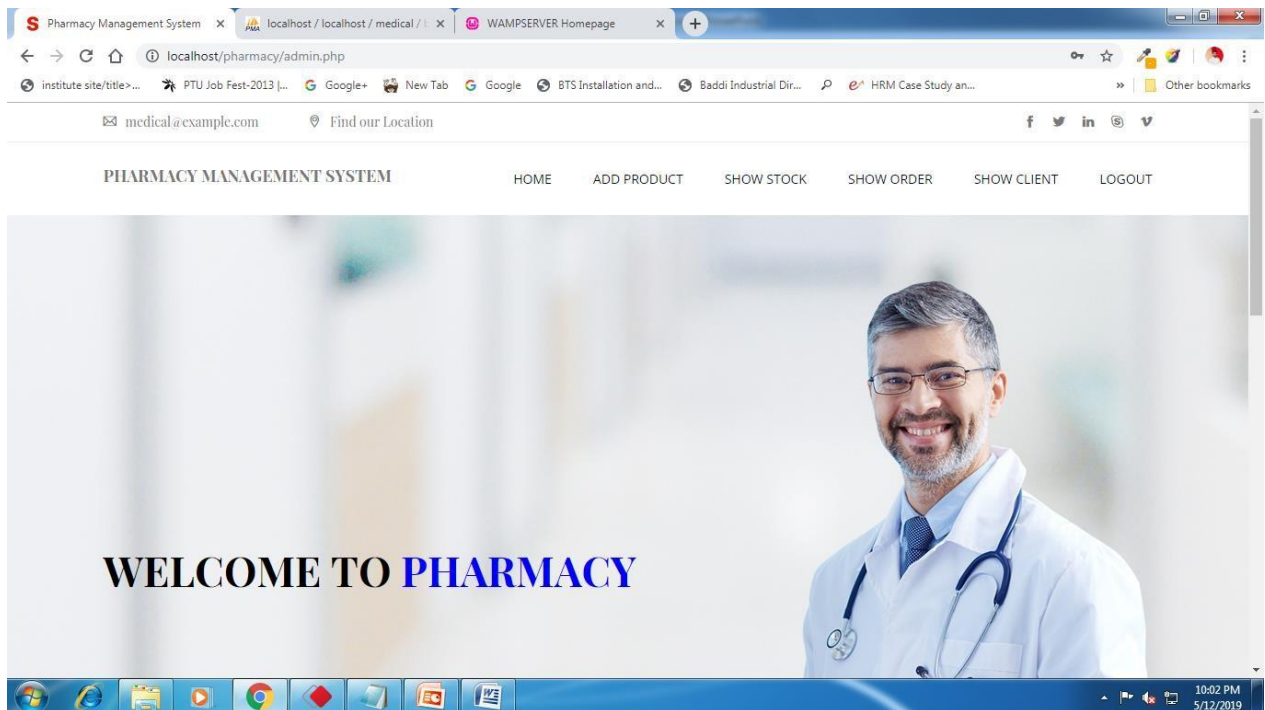 Pharmacy Management System
localhost / localhost / medical /
WAMPSERVER Homepage
localhost/pharmacy/admin.php
institute site/title>... PTU Job Fest-2013 |... Google+ New Tab Google BTS Installation and... Baddi Industrial Dir... HRM Case Study an... » Other bookmarks
medical@example.com Find our Location
PHARMACY MANAGEMENT SYSTEM HOME ADD PRODUCT SHOW STOCK SHOW ORDER SHOW CLIENT LOGOUT
WELCOME TO PHARMACY
10:02 PM
5/12/2019